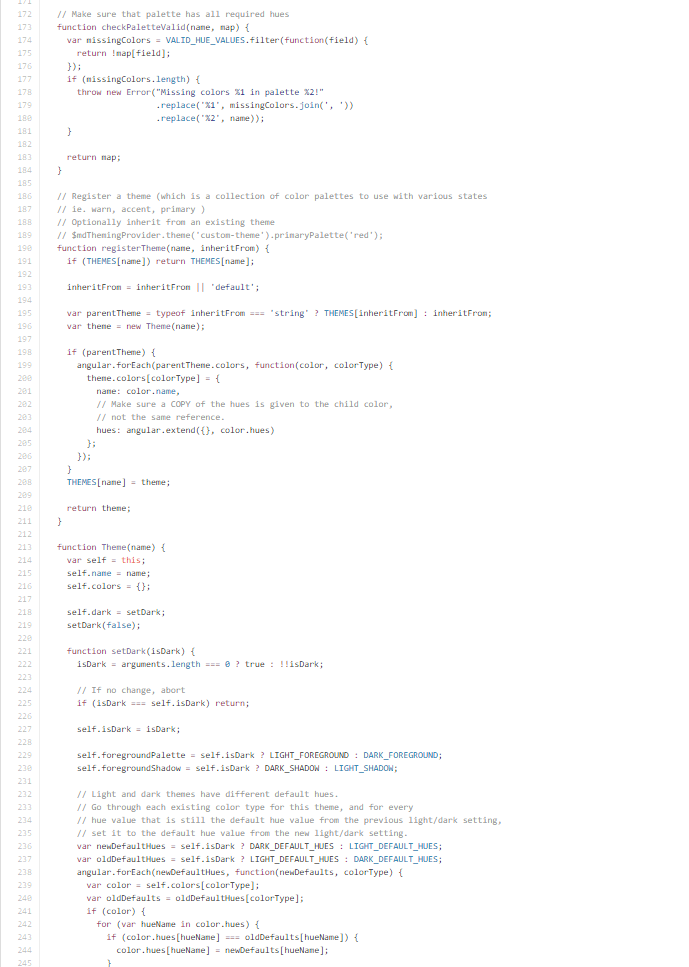 171
172 // Make sure that palette has all required hues
173 function checkPaletteValid(name, map) {
174 var missingColors = VALID_HUE_VALUES.filter(function(field) {
175 return !map[field];
176 });
177 if (missingColors.length) {
178 throw new Error("Missing colors %1 in palette %2!"
179 .replace('%1', missingColors.join(', '))
180 .replace('%2', name));
181 }
182
183 return map;
184 }
185
186 // Register a theme (which is a collection of color palettes to use with various states
187 // ie. warn, accent, primary )
188 // Optionally inherit from an existing theme
189 // $mdThemingProvider.theme('custom-theme').primaryPalette('red');
190 function registerTheme(name, inheritFrom) {
191 if (THEMES[name]) return THEMES[name];
192
193 inheritFrom = inheritFrom || 'default';
194
195 var parentTheme = typeof inheritFrom === 'string' ? THEMES[inheritFrom] : inheritFrom;
196 var theme = new Theme(name);
197
198 if (parentTheme) {
199 angular.forEach(parentTheme.colors, function(color, colorType) {
200 theme.colors[colorType] = {
201 name: color.name,
202 // Make sure a COPY of the hues is given to the child color,
203 // not the same reference.
204 hues: angular.extend({}, color.hues)
205 };
206 });
207 }
208 THEMES[name] = theme;
209
210 return theme;
211 }
212
213 function Theme(name) {
214 var self = this;
215 self.name = name;
216 self.colors = {};
217
218 self.dark = setDark;
219 setDark(false);
220
221 function setDark(isDark) {
222 isDark = arguments.length === 0 ? true : !!isDark;
223
224 // If no change, abort
225 if (isDark === self.isDark) return;
226
227 self.isDark = isDark;
228
229 self.foregroundPalette = self.isDark ? LIGHT_FOREGROUND : DARK_FOREGROUND;
230 self.foregroundShadow = self.isDark ? DARK_SHADOW : LIGHT_SHADOW;
231
232 // Light and dark themes have different default hues.
233 // Go through each existing color type for this theme, and for every
234 // hue value that is still the default hue value from the previous light/dark setting,
235 // set it to the default hue value from the new light/dark setting.
236 var newDefaultHues = self.isDark ? DARK_DEFAULT_HUES : LIGHT_DEFAULT_HUES;
237 var oldDefaultHues = self.isDark ? LIGHT_DEFAULT_HUES : DARK_DEFAULT_HUES;
238 angular.forEach(newDefaultHues, function(newDefaults, colorType) {
239 var color = self.colors[colorType];
240 var oldDefaults = oldDefaultHues[colorType];
241 if (color) {
242 for (var hueName in color.hues) {
243 if (color.hues[hueName] === oldDefaults[hueName]) {
244 color.hues[hueName] = newDefaults[hueName];
245 }